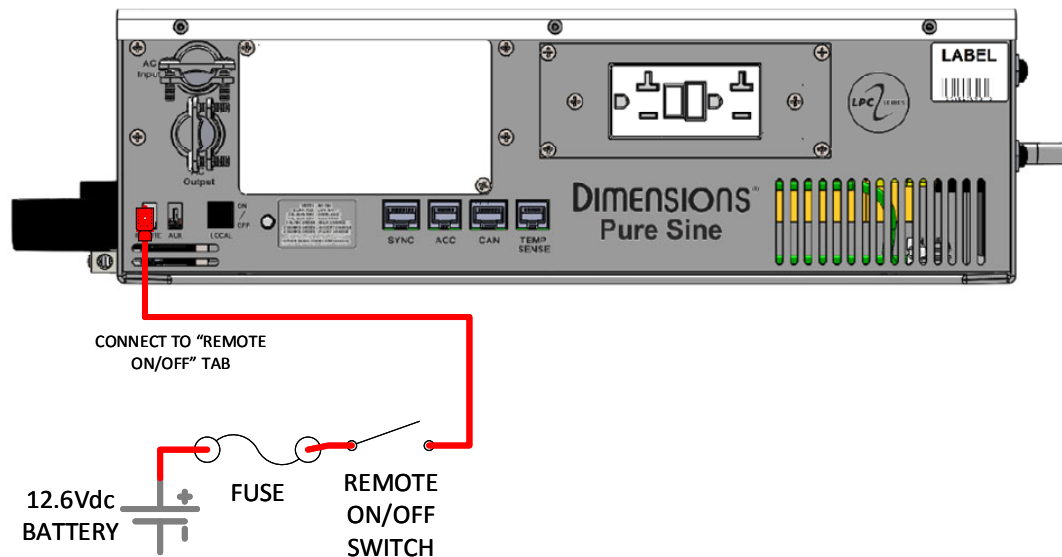 LABEL
AC
Input
LPC SERIES
Output
DIMENSIONS®
Pure Sine
ON
/
OFF
AUX
LOCAL
SYNC
ACC
CAN
TEMP
SENSE
CONNECT TO “REMOTE
ON/OFF” TAB
12.6Vdc
BATTERY
+
FUSE
REMOTE
ON/OFF
SWITCH